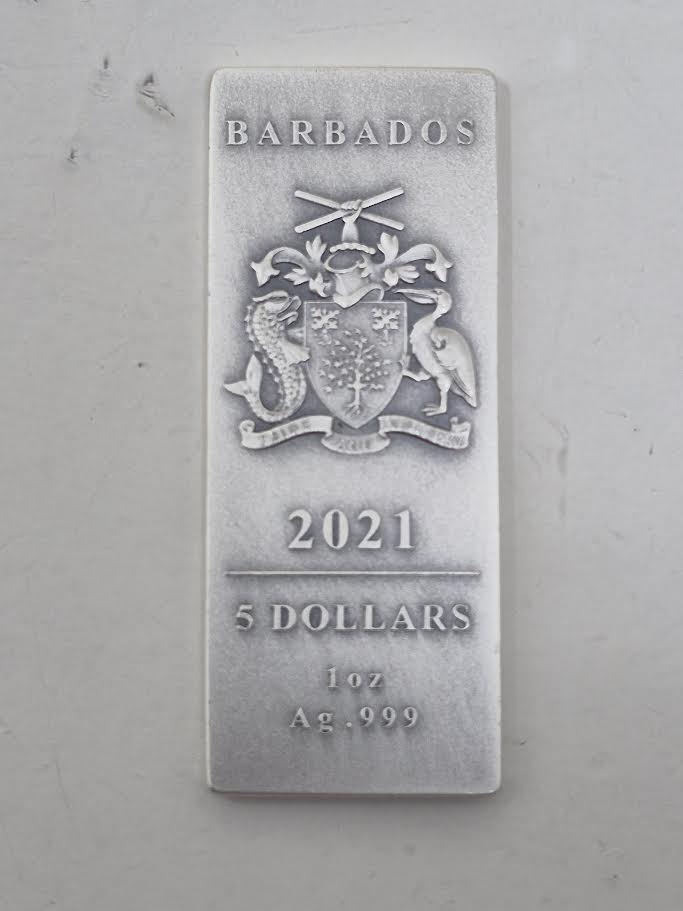 BARBADOS
2021
5 DOLLARS
1oz
Ag .999